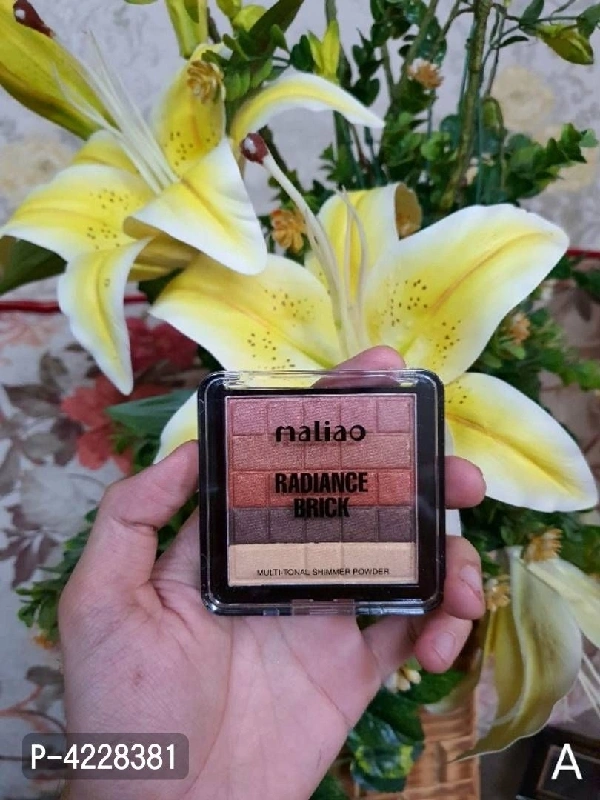 maliao
RADIANCE
BRICK
MULTI-TONAL SHIMMER POWDER
P-4228381
A